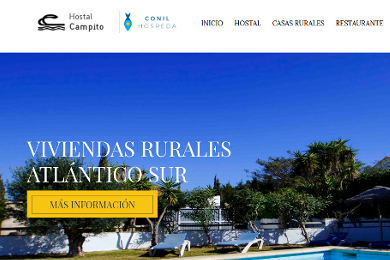 Hostal
Campito
CONIL
HOSPEDA
INICIO HOSTAL CASAS RURALES RESTAURANTE
VIVIENDAS RURALES
ATLÁNTICO SUR
MÁS INFORMACIÓN